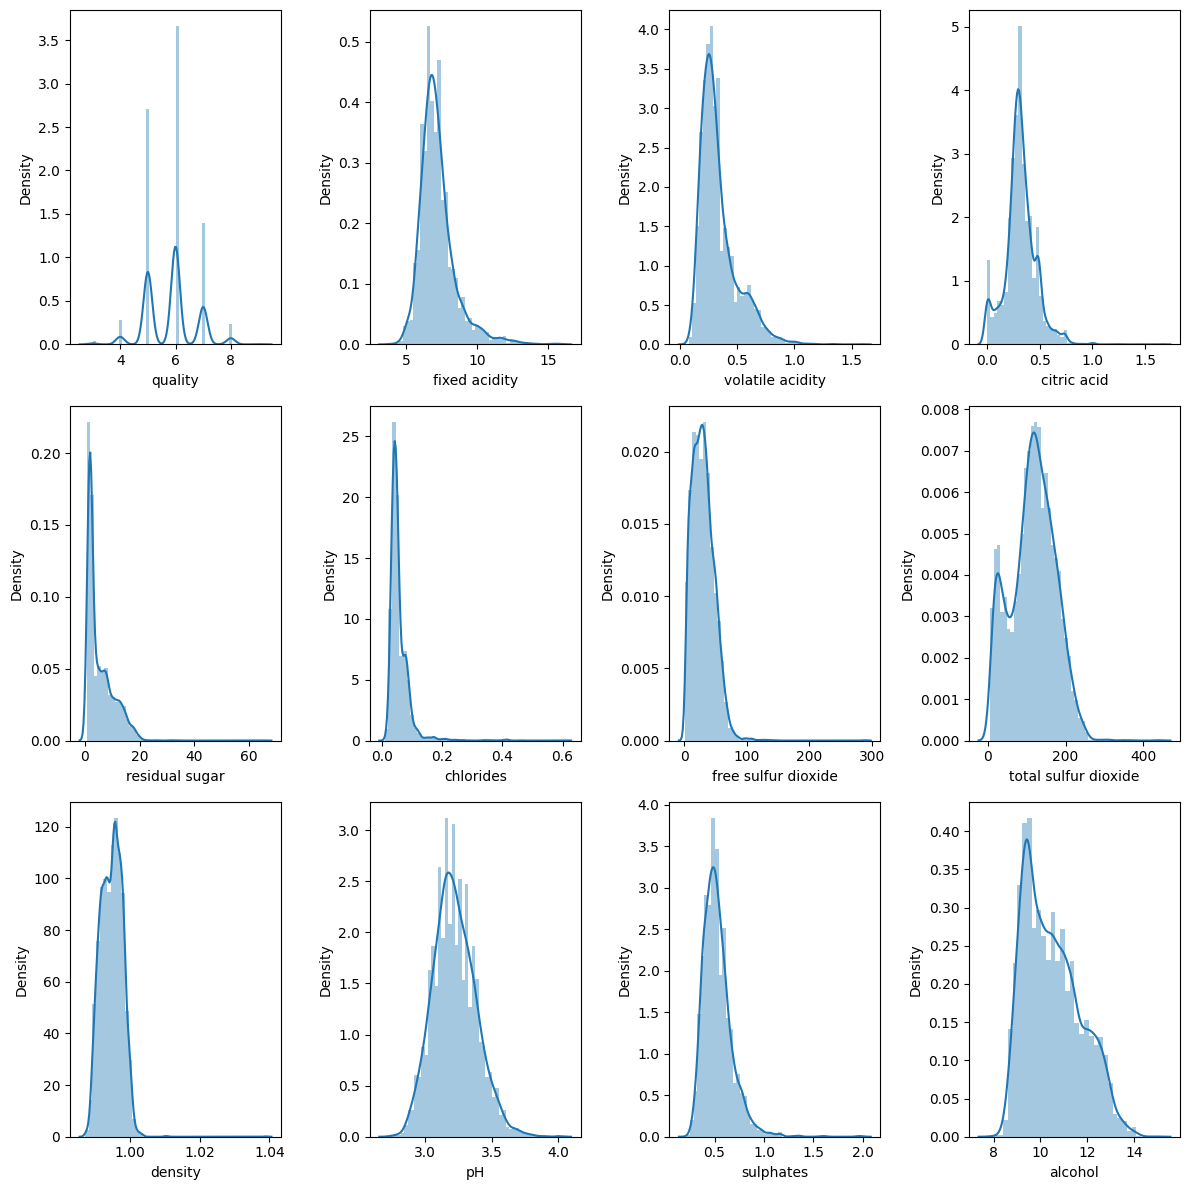 3.5
3.0
2.5
2.0
1.5
1.0
0.5
0.0
Density
4 6 8
quality
0.5
0.4
0.3
0.2
0.1
0.0
Density
5 10 15
fixed acidity
4.0
3.5
3.0
2.5
2.0
1.5
1.0
0.5
0.0
Density
0.0 0.5 1.0 1.5
volatile acidity
5
4
3
2
1
0
Density
0.0 0.5 1.0 1.5
citric acid
0.20
0.15
0.10
0.05
0.00
Density
0 20 40 60
residual sugar
25
20
15
10
5
0
Density
0.0 0.2 0.4 0.6
chlorides
0.020
0.015
0.010
0.005
0.000
Density
0 100 200 300
free sulfur dioxide
0.008
0.007
0.006
0.005
0.004
0.003
0.002
0.001
0.000
Density
0 200 400
total sulfur dioxide
120
100
80
60
40
20
0
Density
1.00 1.02 1.04
density
3.0
2.5
2.0
1.5
1.0
0.5
0.0
Density
3.0 3.5 4.0
pH
4.0
3.5
3.0
2.5
2.0
1.5
1.0
0.5
0.0
Density
0.5 1.0 1.5 2.0
sulphates
0.40
0.35
0.30
0.25
0.20
0.15
0.10
0.05
0.00
Density
8 10 12 14
alcohol